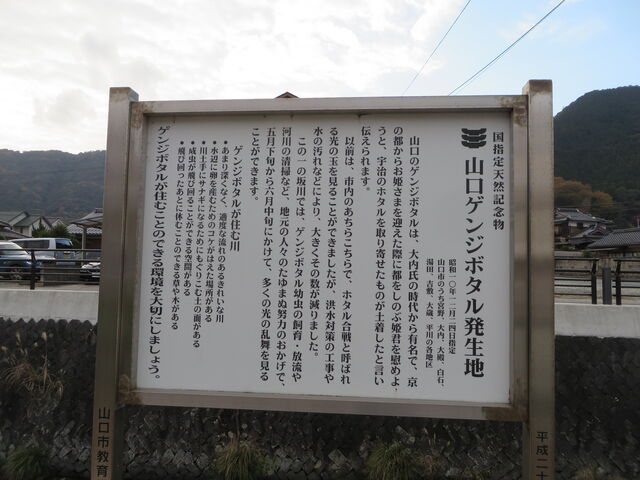 国指定天然記念物
山口ゲンジボタル発生地
昭和一〇年一二月二四日指定
山口市のうち宮野、大内、大殿、白石、
湯田、吉敷、大歳、平川の各地区
山口のゲンジボタルは、大内氏の時代から有名で、京
の都からお姫さまを迎えた際に都をしのぶ姫君を慰めよ
うと、宇治のホタルを取り寄せたものが土着したと言い
伝えられます。
以前は、市内のあちらこちらで、ホタル合戦と呼ばれ
る光の玉を見ることができましたが、洪水対策の工事や
水の汚れなどにより、大きくその数が減りました。
この一の坂川では、ゲンジボタル幼虫の飼育・放流や
河川の清掃など、地元の人々のたゆまぬ努力のおかげで、
五月下旬から六月中旬にかけて、多くの光の乱舞を見る
ことができます。
ゲンジボタルが住む川
・あまり深くなく、適度な流れのあるきれいな川
・水辺に卵を産むためのコケがはえた場所がある
・川土手にサナギになるためにもぐりこむ土の面がある
・成虫が飛び回ることができる空間がある
・飛び回ったあとに休むことのできる草や木がある
ゲンジボタルが住むことのできる環境を大切にしましょう。
平成二十
山口市教育